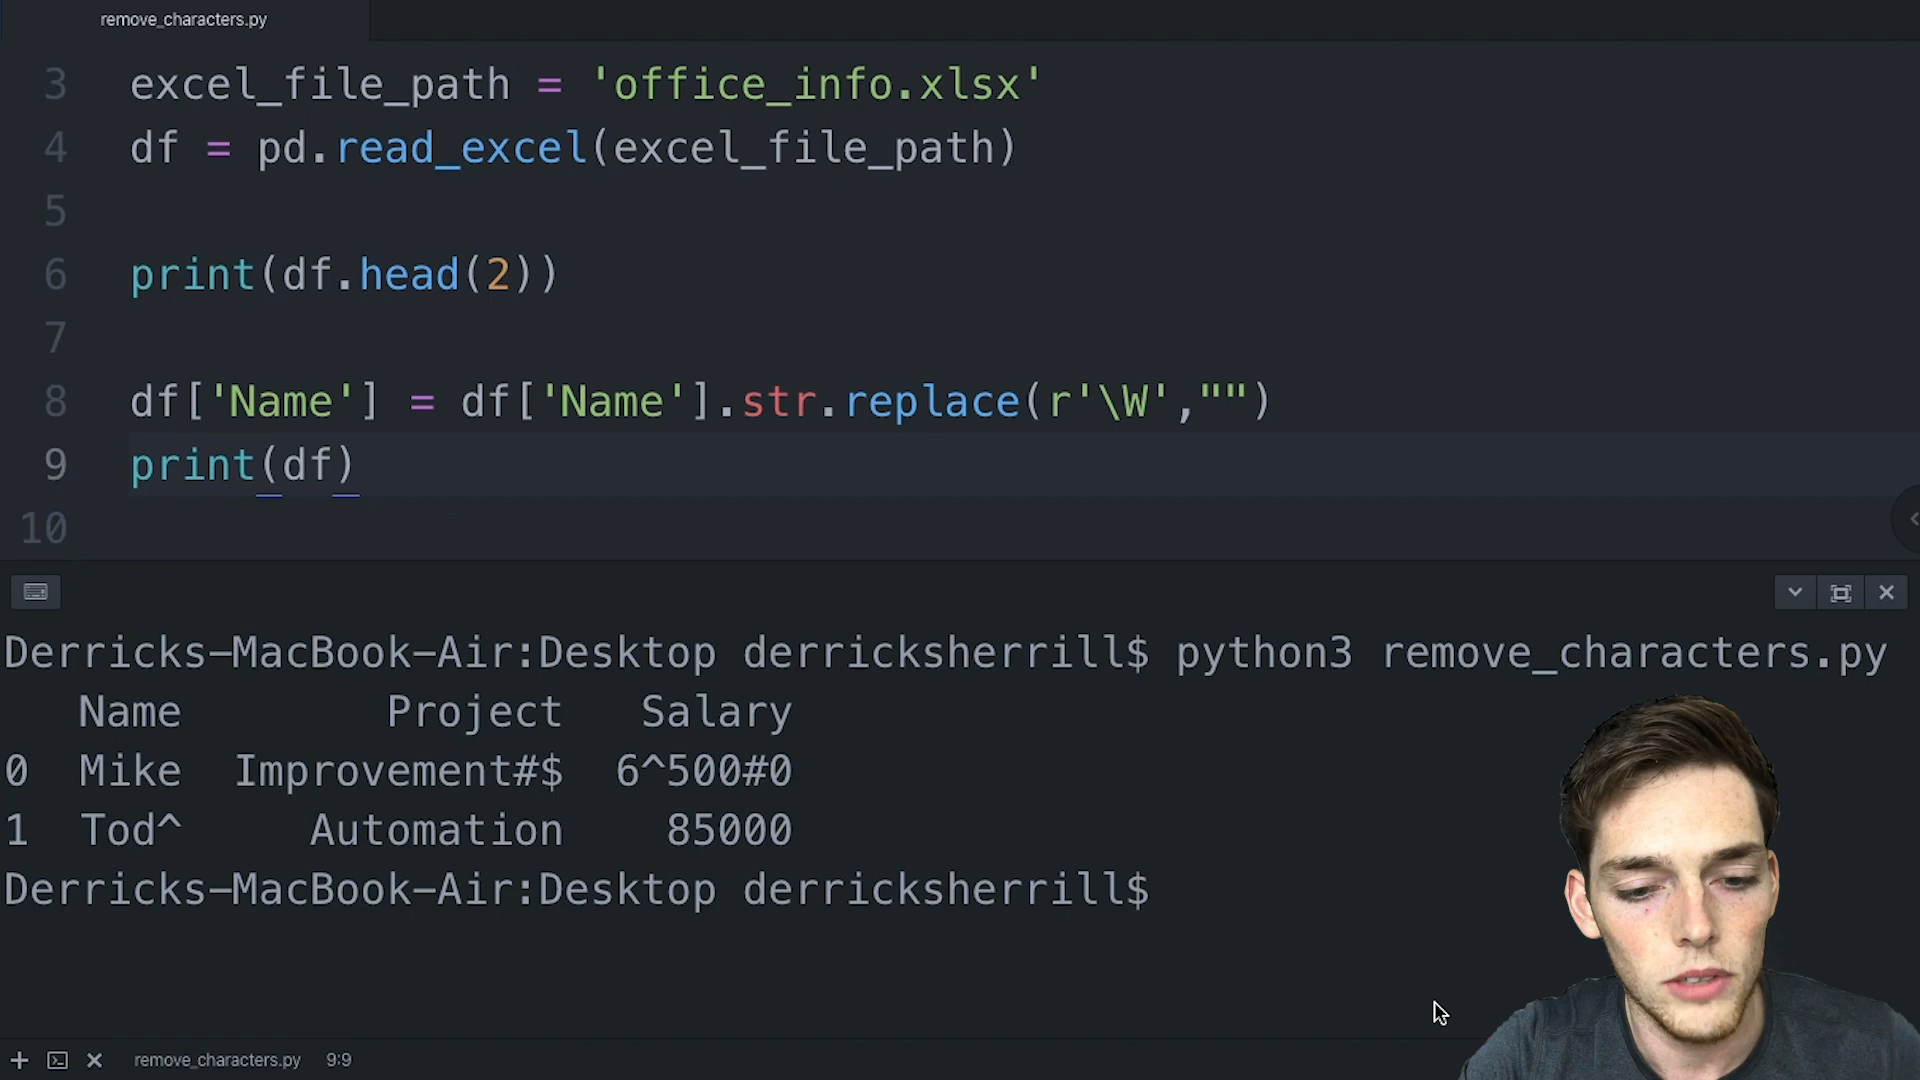 remove_characters.py
3 excel_file_path = 'office_info.xlsx'
4 df = pd.read_excel(excel_file_path)
5
6 print(df.head(2))
7
8 df['Name'] = df['Name'].str.replace(r'\W',"")
9 print(df)
10
Derricks-MacBook-Air:Desktop derricksherrill$ python3 remove_characters.py
Name Project Salary
0 Mike Improvement#$ 6^500#0
1 Tod^ Automation 85000
Derricks-MacBook-Air:Desktop derricksherrill$
remove_characters.py 9:9